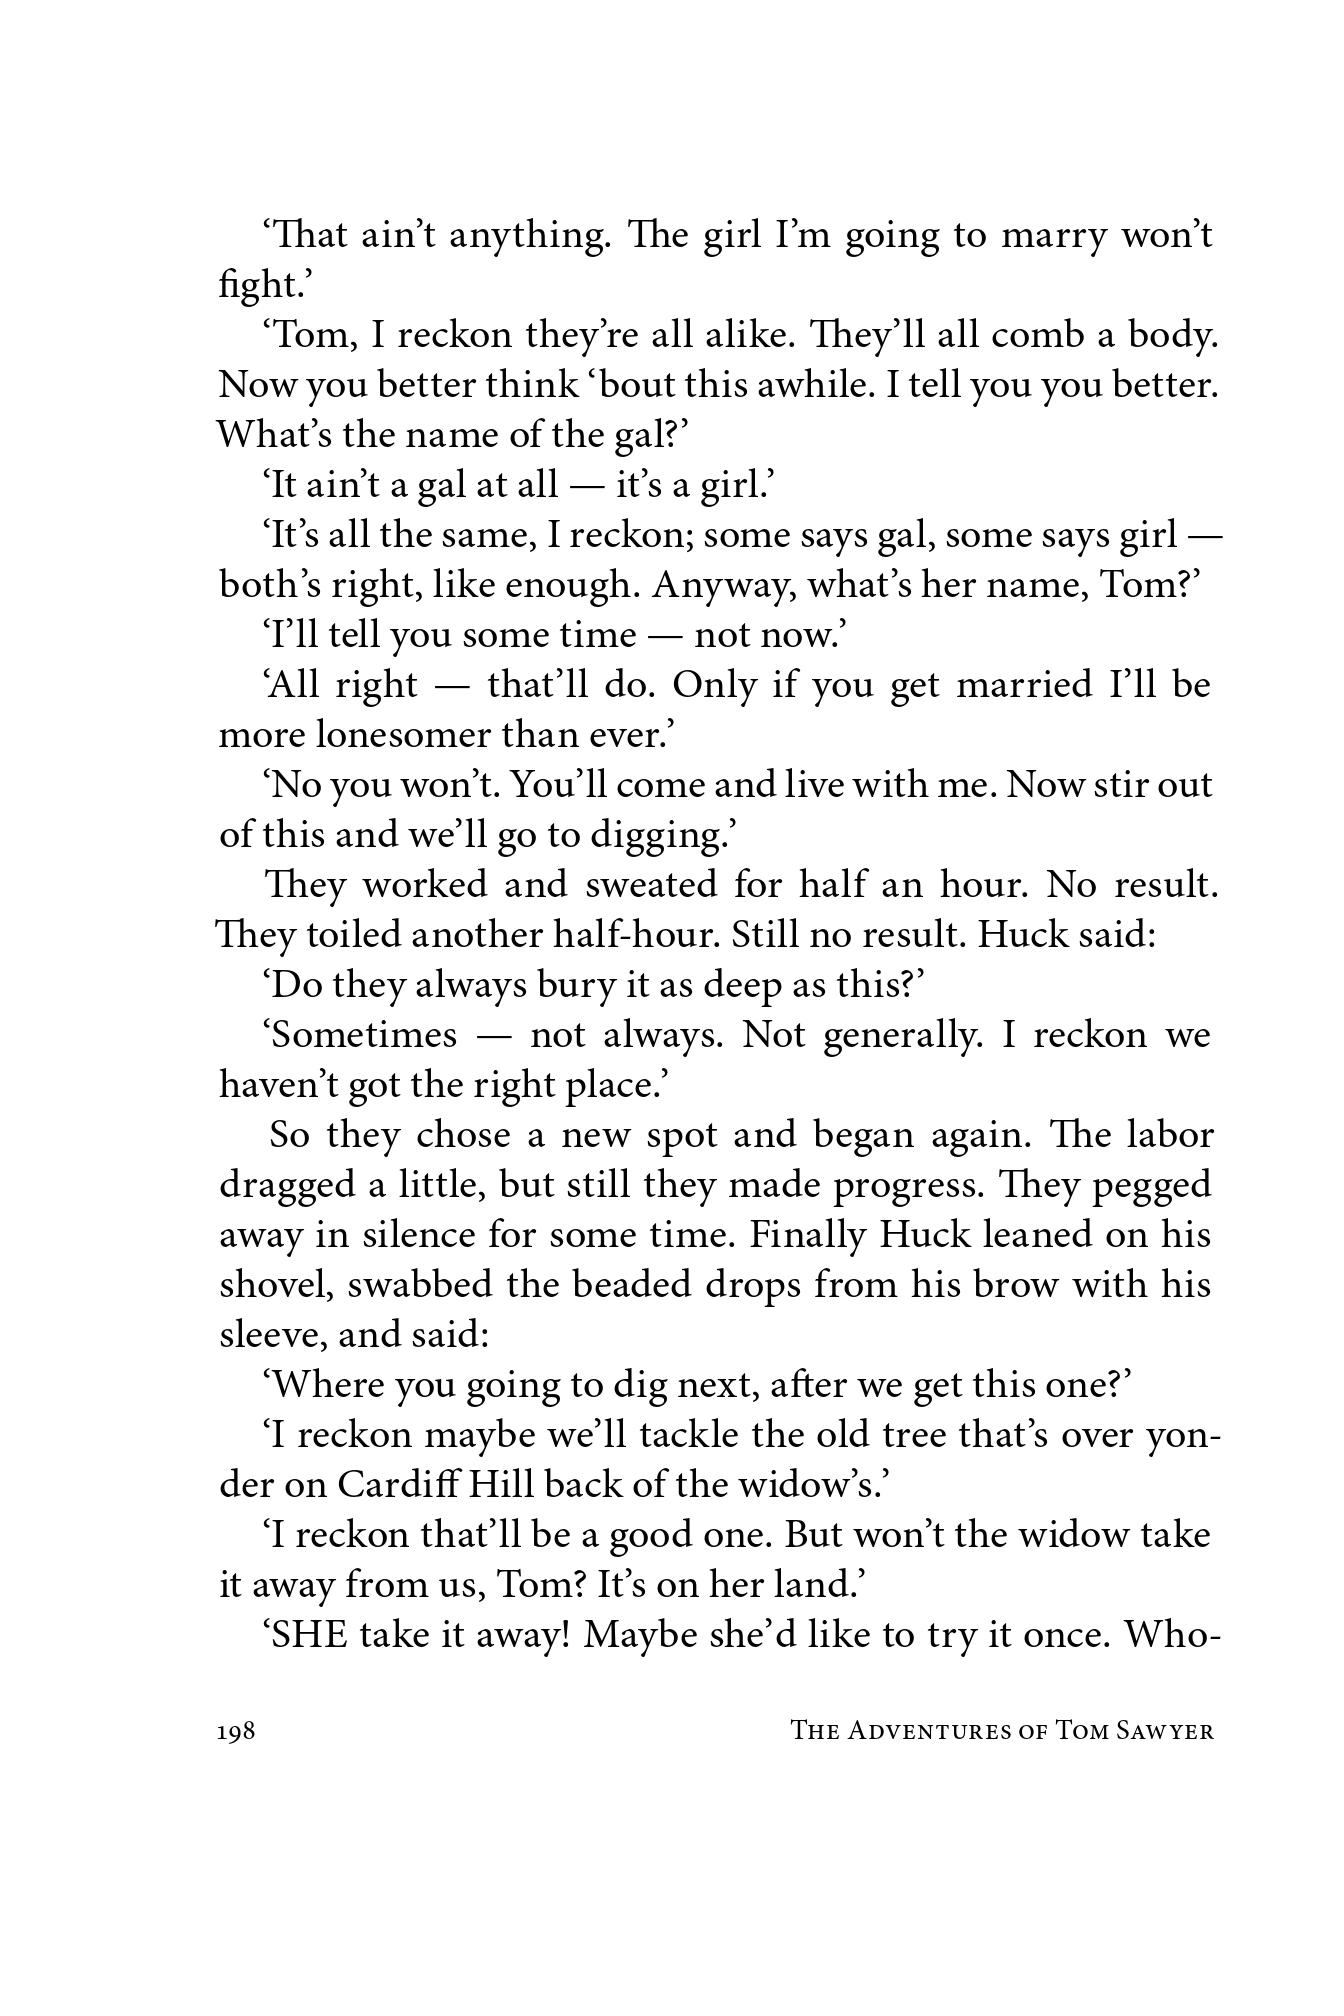 ‘That ain’t anything. The girl I’m going to marry won’t
fight.’
‘Tom, I reckon they’re all alike. They’ll all comb a body.
Now you better think ‘bout this awhile. I tell you you better.
What’s the name of the gal?’
‘It ain’t a gal at all — it’s a girl.’
‘It’s all the same, I reckon; some says gal, some says girl —
both’s right, like enough. Anyway, what’s her name, Tom?’
‘I’ll tell you some time — not now.’
‘All right — that’ll do. Only if you get married I’ll be
more lonesomer than ever.’
‘No you won’t. You’ll come and live with me. Now stir out
of this and we’ll go to digging.’
They worked and sweated for half an hour. No result.
They toiled another half-hour. Still no result. Huck said:
‘Do they always bury it as deep as this?’
‘Sometimes — not always. Not generally. I reckon we
haven’t got the right place.’
So they chose a new spot and began again. The labor
dragged a little, but still they made progress. They pegged
away in silence for some time. Finally Huck leaned on his
shovel, swabbed the beaded drops from his brow with his
sleeve, and said:
‘Where you going to dig next, after we get this one?’
‘I reckon maybe we’ll tackle the old tree that’s over yon-
der on Cardiff Hill back of the widow’s.’
‘I reckon that’ll be a good one. But won’t the widow take
it away from us, Tom? It’s on her land.’
‘SHE take it away! Maybe she’d like to try it once. Who-
198 The Adventures of Tom Sawyer